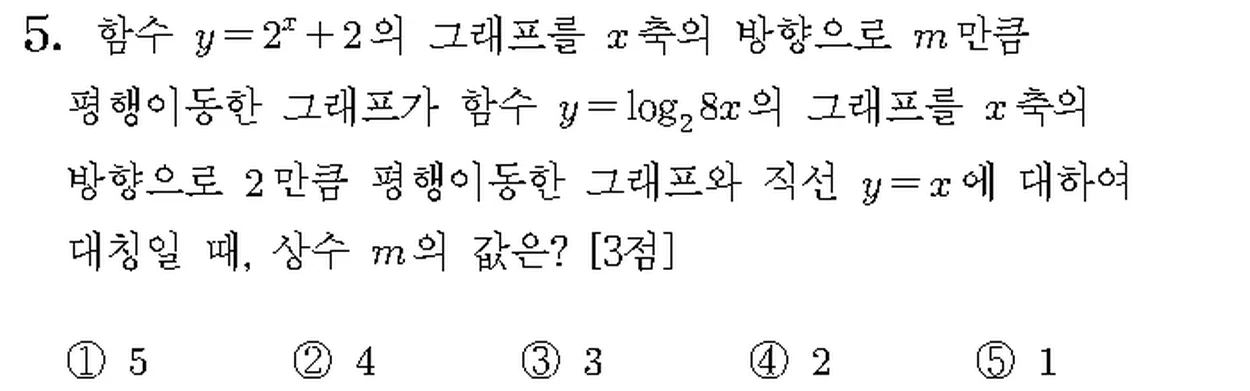 5. 함수 y=2ˣ+2의 그래프를 x축의 방향으로 m만큼
평행이동한 그래프가 함수 y=log₂8x의 그래프를 x축의
방향으로 2만큼 평행이동한 그래프와 직선 y=x에 대하여
대칭일 때, 상수 m의 값은? [3점]
① 5 ② 4 ③ 3 ④ 2 ⑤ 1